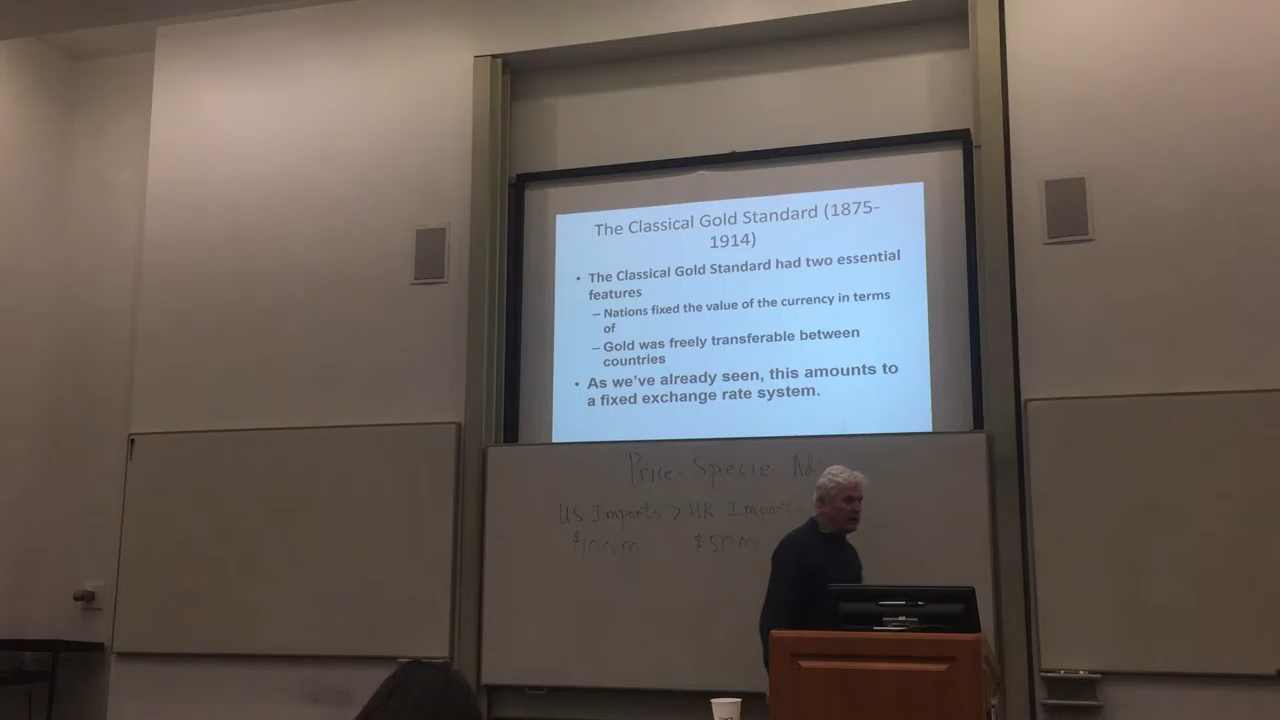 The Classical Gold Standard (1875-
1914)
• The Classical Gold Standard had two essential
features
– Nations fixed the value of the currency in terms
of
– Gold was freely transferable between
countries
• As we've already seen, this amounts to
a fixed exchange rate system.
Price-Specie
US Imports > UK Import
$100m $50m